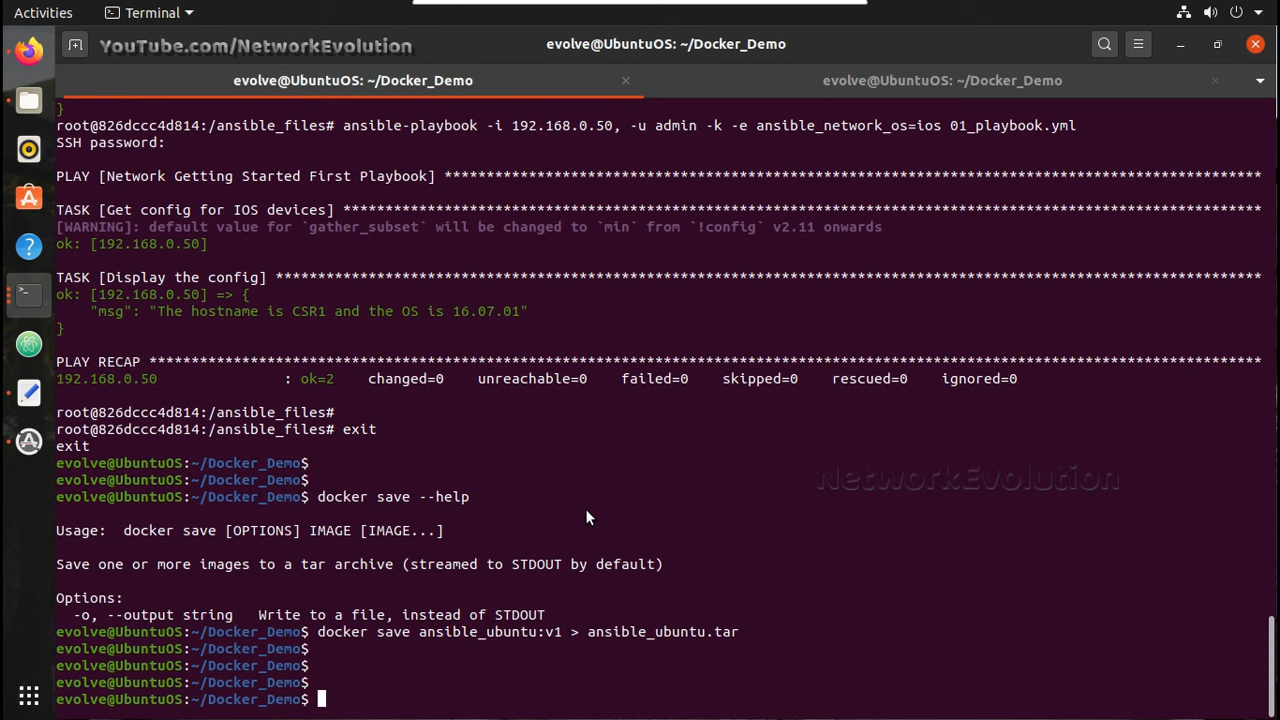 Activities
Terminal
YouTube.com/NetworkEvolution
evolve@UbuntuOS: ~/Docker_Demo
evolve@UbuntuOS: ~/Docker_Demo
evolve@UbuntuOS: ~/Docker_Demo
}
root@826dccc4d814:/ansible_files# ansible-playbook -i 192.168.0.50, -u admin -k -e ansible_network_os=ios 01_playbook.yml
SSH password:
PLAY [Network Getting Started First Playbook] *************************************************************************************************
TASK [Get config for IOS devices] *************************************************************************************************************
[WARNING]: default value for `gather_subset` will be changed to `min` from `!config` v2.11 onwards
ok: [192.168.0.50]
TASK [Display the config] *********************************************************************************************************************
ok: [192.168.0.50] => {
"msg": "The hostname is CSR1 and the OS is 16.07.01"
}
PLAY RECAP ************************************************************************************************************************************
192.168.0.50 : ok=2 changed=0 unreachable=0 failed=0 skipped=0 rescued=0 ignored=0
root@826dccc4d814:/ansible_files#
root@826dccc4d814:/ansible_files# exit
exit
evolve@UbuntuOS:~/Docker_Demo$
evolve@UbuntuOS:~/Docker_Demo$
NetworkEvolution
evolve@UbuntuOS:~/Docker_Demo$ docker save --help
Usage: docker save [OPTIONS] IMAGE [IMAGE...]
Save one or more images to a tar archive (streamed to STDOUT by default)
Options:
-o, --output string Write to a file, instead of STDOUT
evolve@UbuntuOS:~/Docker_Demo$ docker save ansible_ubuntu:v1 > ansible_ubuntu.tar
evolve@UbuntuOS:~/Docker_Demo$
evolve@UbuntuOS:~/Docker_Demo$
evolve@UbuntuOS:~/Docker_Demo$
evolve@UbuntuOS:~/Docker_Demo$